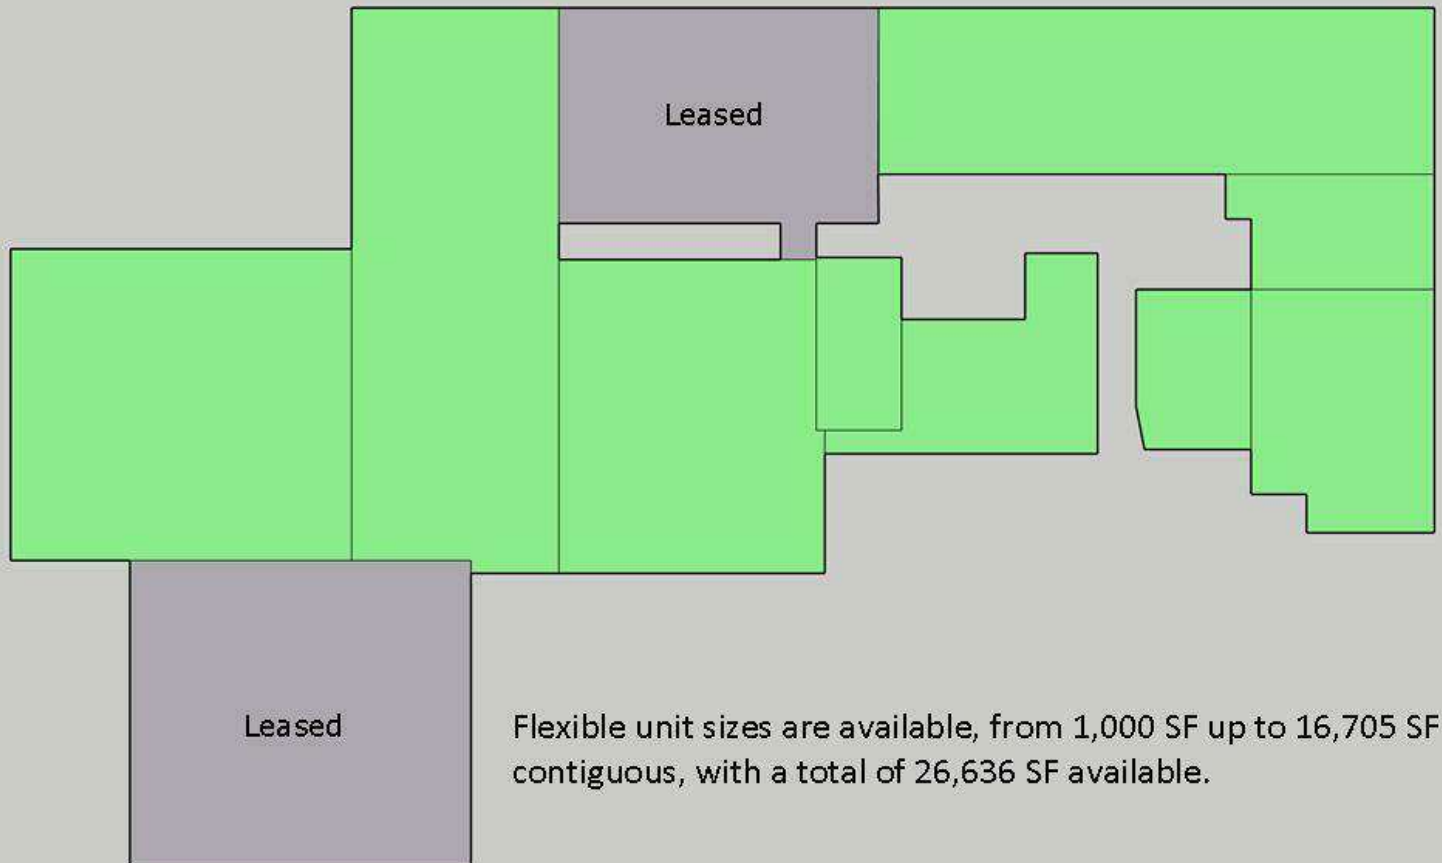 Leased
Leased
Flexible unit sizes are available, from 1,000 SF up to 16,705 SF
contiguous, with a total of 26,636 SF available.